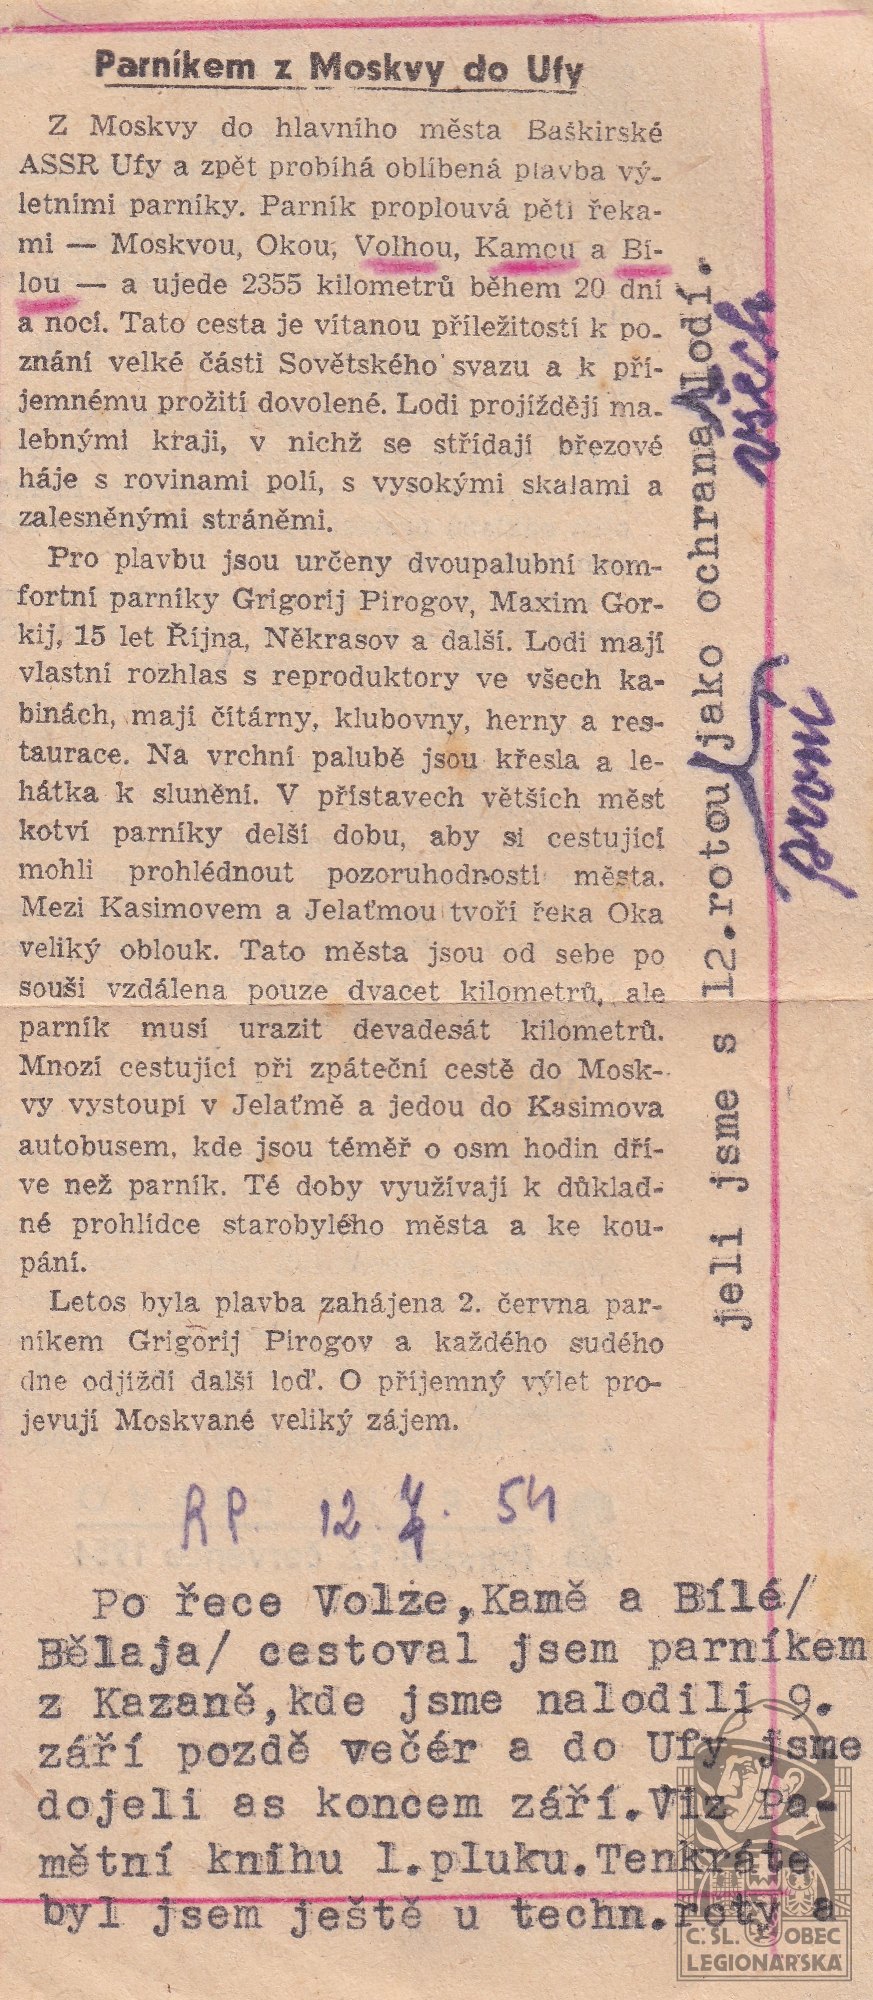 Parníkem z Moskvy do Ufy
Z Moskvy do hlavního města Baškirské
ASSR Ufy a zpět probíhá oblíbená plavba vý-
letními parníky. Parník proplouvá pěti řeka-
mi — Moskvou, Okou, Volhou, Kamou a Bí-
lou — a ujede 2355 kilometrů během 20 dní
a nocí. Tato cesta je vítanou příležitostí k po-
znání velké části Sovětského svazu a k pří-
jemnému prožití dovolené. Lodi projíždějí ma-
lebnými kraji, v nichž se střídají březové
háje s rovinami polí, s vysokými skalami a
zalesněnými stráněmi.
Pro plavbu jsou určeny dvoupalubní kom-
fortní parníky Grigorij Pirogov, Maxim Gor-
kij, 15 let Října, Někrasov a další. Lodi mají
vlastní rozhlas s reproduktory ve všech ka-
binách, mají čítárny, klubovny, herny a res-
taurace. Na vrchní palubě jsou křesla a le-
hátka k slunění. V přístavech větších měst
kotví parníky delší dobu, aby si cestující
mohli prohlédnout pozoruhodnosti města.
Mezi Kasimovem a Jelaťmou tvoří řeka Oka
veliký oblouk. Tato města jsou od sebe po
souši vzdálena pouze dvacet kilometrů, ale
parník musí urazit devadesát kilometrů.
Mnozí cestující při zpáteční cestě do Mosk-
vy vystoupí v Jelaťmě a jedou do Kasimova
autobusem, kde jsou téměř o osm hodin dří-
ve než parník. Té doby využívají k důklad-
né prohlídce starobylého města a ke kou-
pání.
Letos byla plavba zahájena 2. června par-
níkem Grigorij Pirogov a každého sudého
dne odjíždí další loď. O příjemný výlet pro-
jevují Moskvané veliký zájem.
RP. 12. 7. 54
Po řece Volze,Kamě a Bílé/
Bělaja/ cestoval jsem parníkem
z Kazaně,kde jsme nalodili 9.
září pozdě večér a do Ufy jsme
dojeli as koncem září.Viz Pa-
mětní knihu 1.pluku.Tenkráte
byl jsem ještě u techn.roty a
jeli jsme s 12.rotou jako ochrana lodí.
první
všech
Č.SL. OBEC
LEGIONÁŘSKÁ